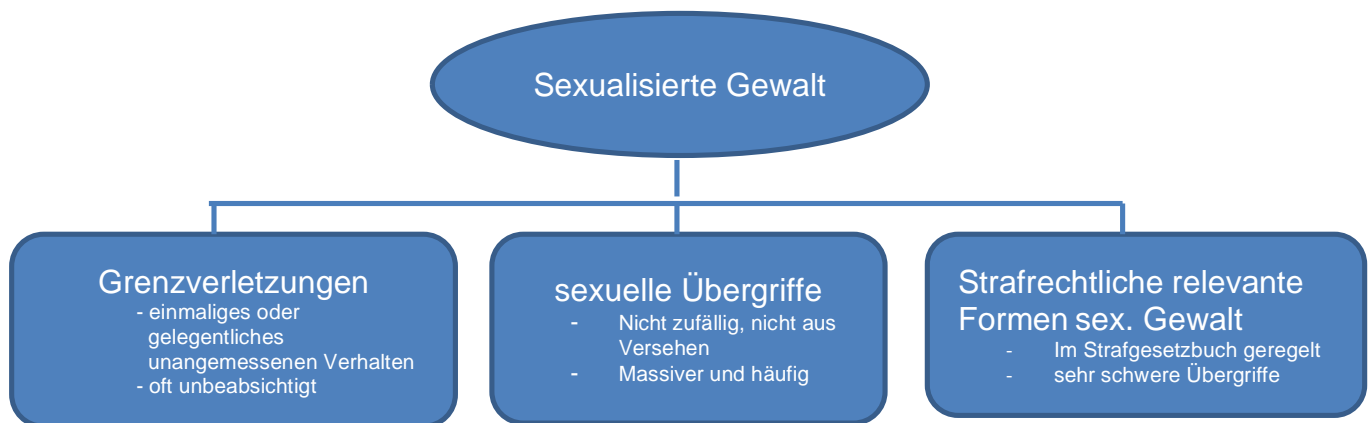 Sexualisierte Gewalt
Grenzverletzungen
- einmaliges oder
gelegentliches
unangemessenen Verhalten
- oft unbeabsichtigt
sexuelle Übergriffe
- Nicht zufällig, nicht aus
Versehen
- Massiver und häufig
Strafrechtliche relevante
Formen sex. Gewalt
- Im Strafgesetzbuch geregelt
- sehr schwere Übergriffe